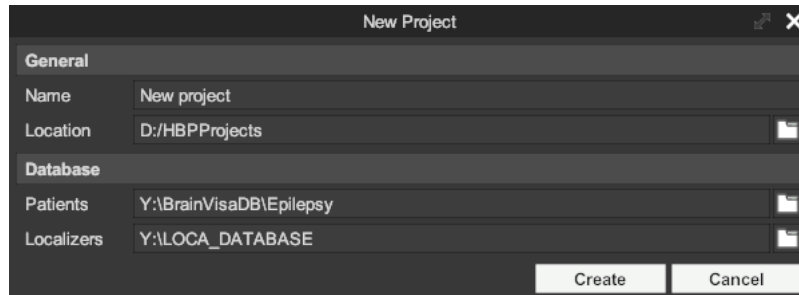 New Project
General
Name New project
Location D:/HBPProjects
Database
Patients Y:\BrainVisaDB\Epilepsy
Localizers Y:\LOCA_DATABASE
Create Cancel